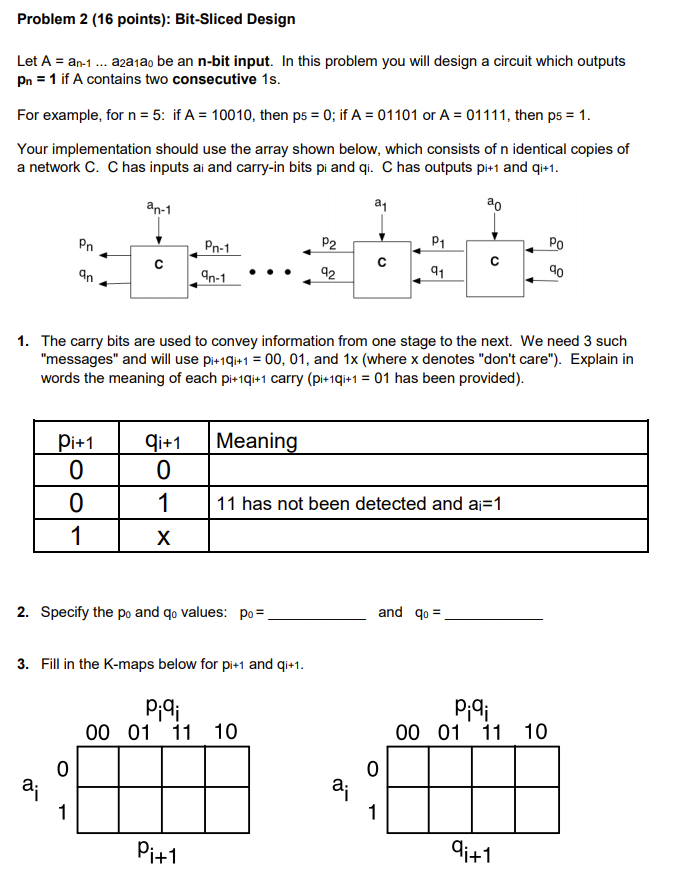 Problem 2 (16 points): Bit-Sliced Design
Let A = an-1 ... a2a1a0 be an n-bit input. In this problem you will design a circuit which outputs
pn = 1 if A contains two consecutive 1s.
For example, for n = 5: if A = 10010, then p5 = 0; if A = 01101 or A = 01111, then p5 = 1.
Your implementation should use the array shown below, which consists of n identical copies of
a network C. C has inputs ai and carry-in bits pi and qi. C has outputs pi+1 and qi+1.
an-1 a1 a0
pn pn-1 p2 p1 p0
C • • • C C
qn qn-1 q2 q1 q0
1. The carry bits are used to convey information from one stage to the next. We need 3 such
"messages" and will use pi+1qi+1 = 00, 01, and 1x (where x denotes "don't care"). Explain in
words the meaning of each pi+1qi+1 carry (pi+1qi+1 = 01 has been provided).
pi+1 qi+1 Meaning
0 0
0 1 11 has not been detected and ai=1
1 x
2. Specify the p0 and q0 values: p0 = ____________ and q0 = ____________
3. Fill in the K-maps below for pi+1 and qi+1.
piqi piqi
00 01 11 10 00 01 11 10
0 0
ai ai
1 1
pi+1 qi+1